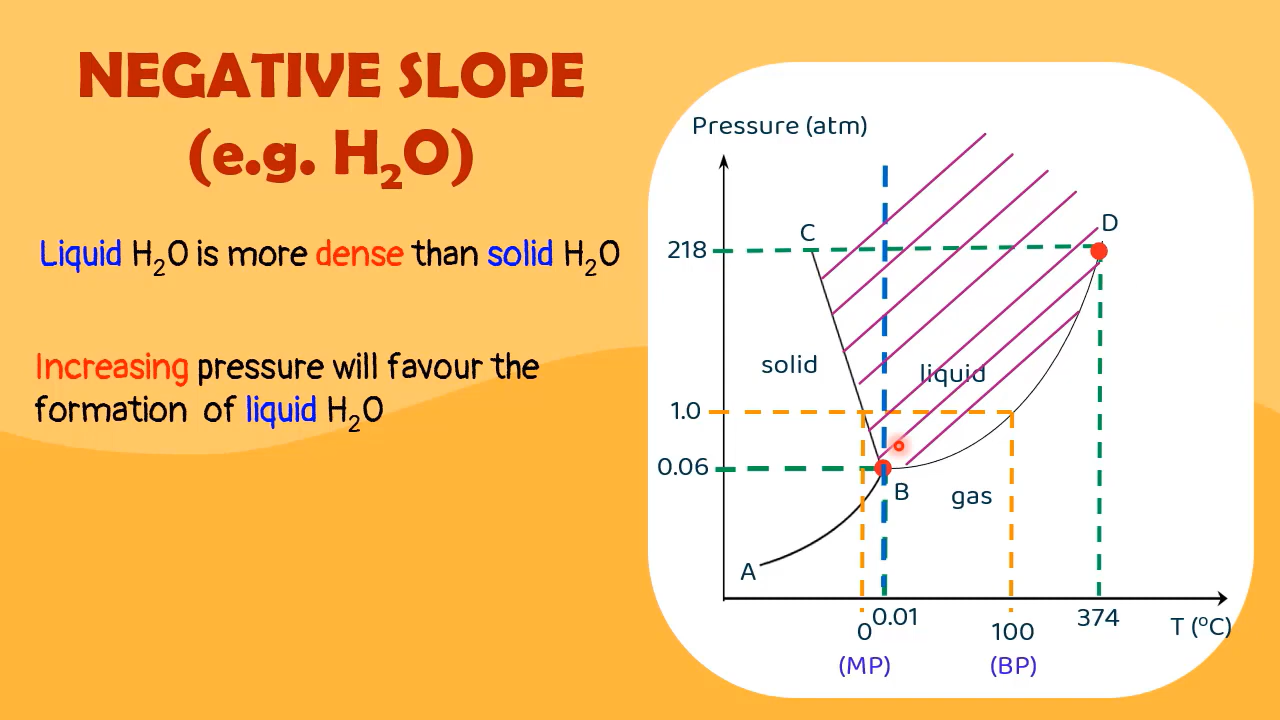 NEGATIVE SLOPE
(e.g. H₂O)
Liquid H₂O is more dense than solid H₂O
Increasing pressure will favour the
formation of liquid H₂O
Pressure (atm)
D
C
218
solid
liquid
1.0
0.06
B
gas
A
0.01
374
0
100
T (°C)
(MP)
(BP)